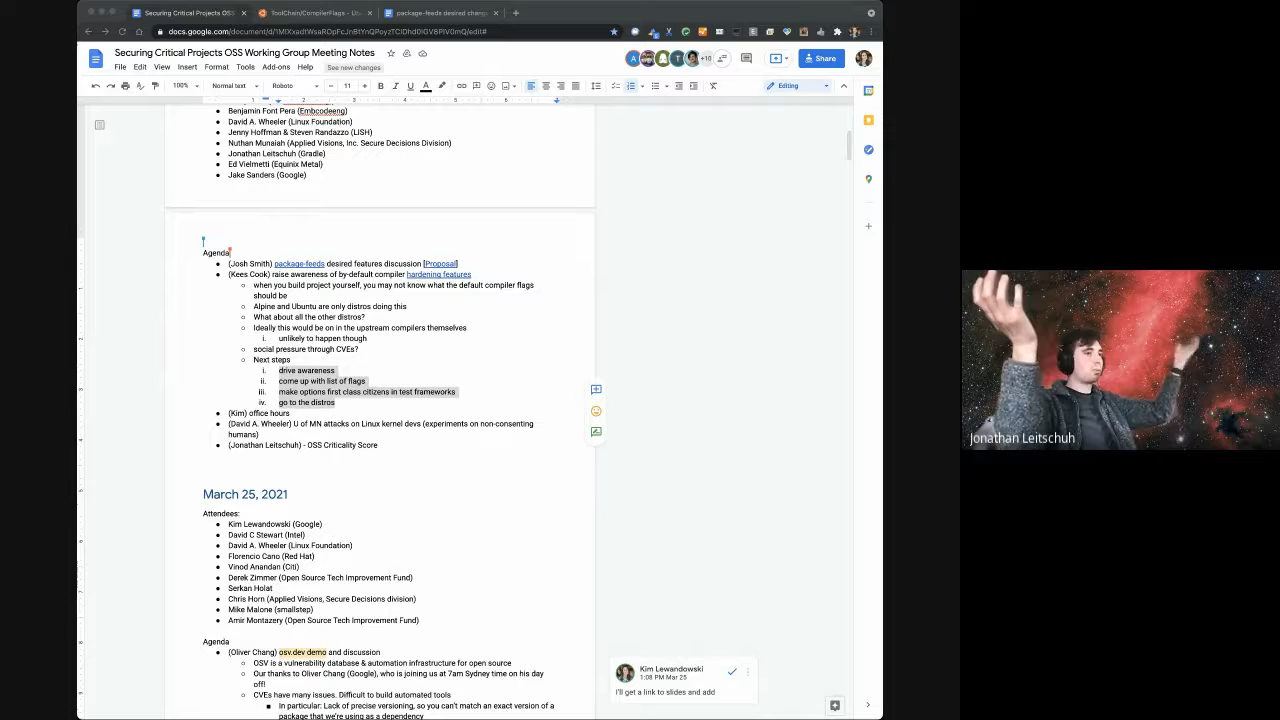 Securing Critical Projects OSS
ToolChain/CompilerFlags - Ub
package-feeds desired chang
docs.google.com/document/d/
Securing Critical Projects OSS Working Group Meeting Notes
File Edit View Insert Format Tools Add-ons Help See new changes
+10
Share
100% Normal text Roboto 11 Editing
1 2 3 4 5 6
Benjamin Font Pera (Embcodeeng)
David A. Wheeler (Linux Foundation)
Jenny Hoffman & Steven Randazzo (LISH)
Nuthan Munaiah (Applied Visions, Inc. Secure Decisions Division)
Jonathan Leitschuh (Gradle)
Ed Vielmetti (Equinix Metal)
Jake Sanders (Google)
Agenda
(Josh Smith) package-feeds desired features discussion [Proposal]
(Kees Cook) raise awareness of by-default compiler hardening features
when you build project yourself, you may not know what the default compiler flags
should be
Alpine and Ubuntu are only distros doing this
What about all the other distros?
Ideally this would be on in the upstream compilers themselves
i. unlikely to happen though
social pressure through CVEs?
Next steps
i. drive awareness
ii. come up with list of flags
iii. make options first class citizens in test frameworks
iv. go to the distros
(Kim) office hours
(David A. Wheeler) U of MN attacks on Linux kernel devs (experiments on non-consenting
humans)
(Jonathan Leitschuh) - OSS Criticality Score
March 25, 2021
Attendees:
Kim Lewandowski (Google)
David C Stewart (Intel)
David A. Wheeler (Linux Foundation)
Florencio Cano (Red Hat)
Vinod Anandan (Citi)
Derek Zimmer (Open Source Tech Improvement Fund)
Serkan Holat
Chris Horn (Applied Visions, Secure Decisions division)
Mike Malone (smallstep)
Amir Montazery (Open Source Tech Improvement Fund)
Agenda
(Oliver Chang) osv.dev demo and discussion
OSV is a vulnerability database & automation infrastructure for open source
Our thanks to Oliver Chang (Google), who is joining us at 7am Sydney time on his day
off!
CVEs have many issues. Difficult to build automated tools
In particular: Lack of precise versioning, so you can't match an exact version of a
package that we're using as a dependency
Kim Lewandowski
1:08 PM Mar 25
I'll get a link to slides and add
Jonathan Leitschuh